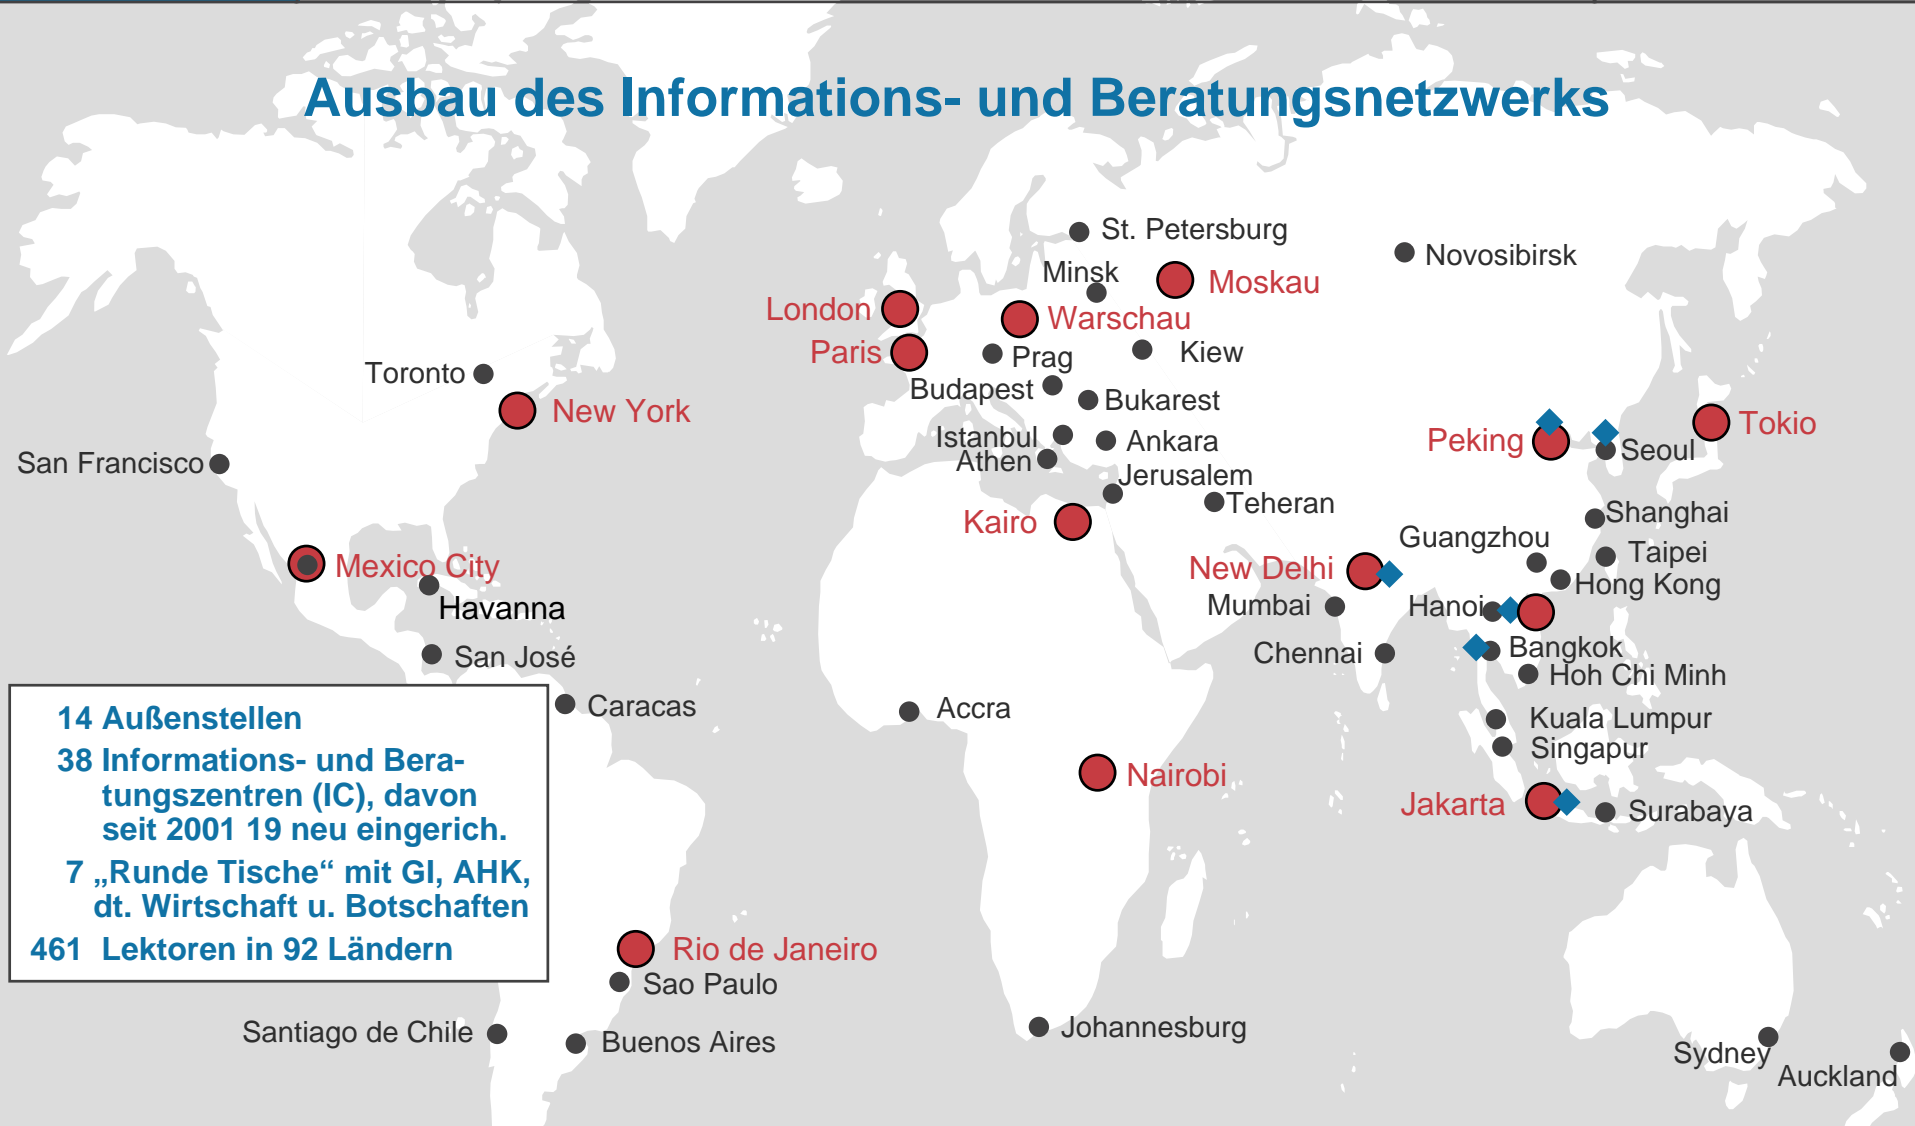 Ausbau des Informations- und Beratungsnetzwerks
St. Petersburg
Novosibirsk
Minsk
Moskau
London
Warschau
Paris
Prag
Kiew
Toronto
Budapest
Bukarest
New York
Istanbul
Ankara
Peking
Tokio
Seoul
San Francisco
Athen
Jerusalem
Teheran
Kairo
Shanghai
Guangzhou
Taipei
Mexico City
New Delhi
Hong Kong
Havanna
Mumbai
Hanoi
San José
Chennai
Bangkok
Hoh Chi Minh
Caracas
Accra
Kuala Lumpur
Singapur
Nairobi
Jakarta
Surabaya
14 Außenstellen
38 Informations- und Bera-
tungszentren (IC), davon
seit 2001 19 neu eingerich.
7 „Runde Tische“ mit GI, AHK,
dt. Wirtschaft u. Botschaften
461 Lektoren in 92 Ländern
Rio de Janeiro
Sao Paulo
Santiago de Chile
Buenos Aires
Johannesburg
Sydney
Auckland